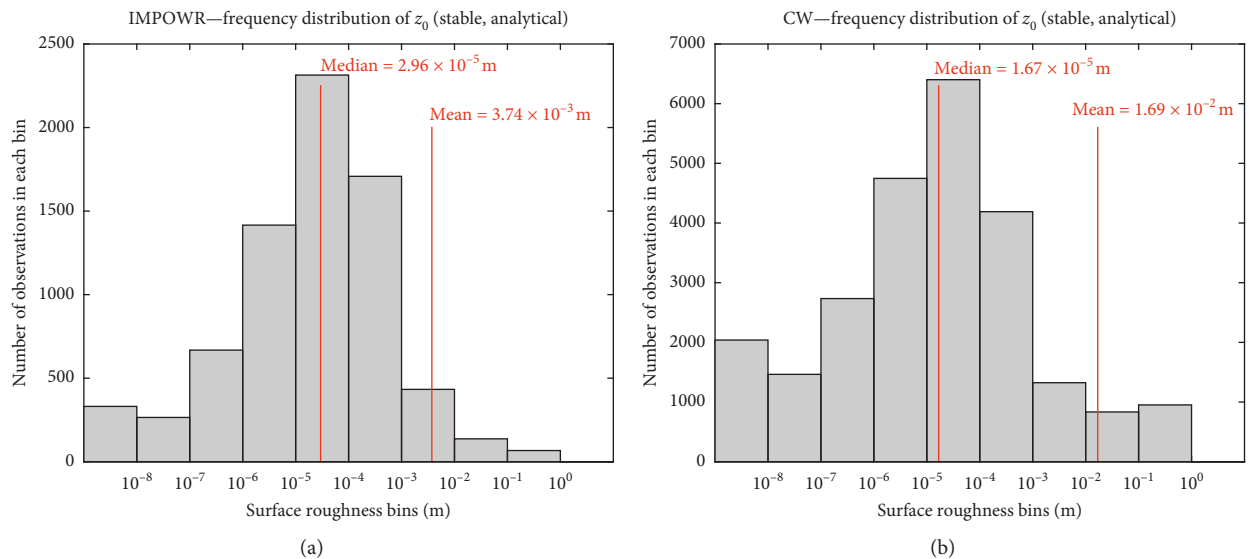 IMPOWR—frequency distribution of z₀ (stable, analytical)
2500
2000
1500
1000
500
0
Number of observations in each bin
Median = 2.96 × 10⁻⁵ m
Mean = 3.74 × 10⁻³ m
10⁻⁸ 10⁻⁷ 10⁻⁶ 10⁻⁵ 10⁻⁴ 10⁻³ 10⁻² 10⁻¹ 10⁰
Surface roughness bins (m)
(a)
CW—frequency distribution of z₀ (stable, analytical)
7000
6000
5000
4000
3000
2000
1000
0
Number of observations in each bin
Median = 1.67 × 10⁻⁵ m
Mean = 1.69 × 10⁻² m
10⁻⁸ 10⁻⁷ 10⁻⁶ 10⁻⁵ 10⁻⁴ 10⁻³ 10⁻² 10⁻¹ 10⁰
Surface roughness bins (m)
(b)